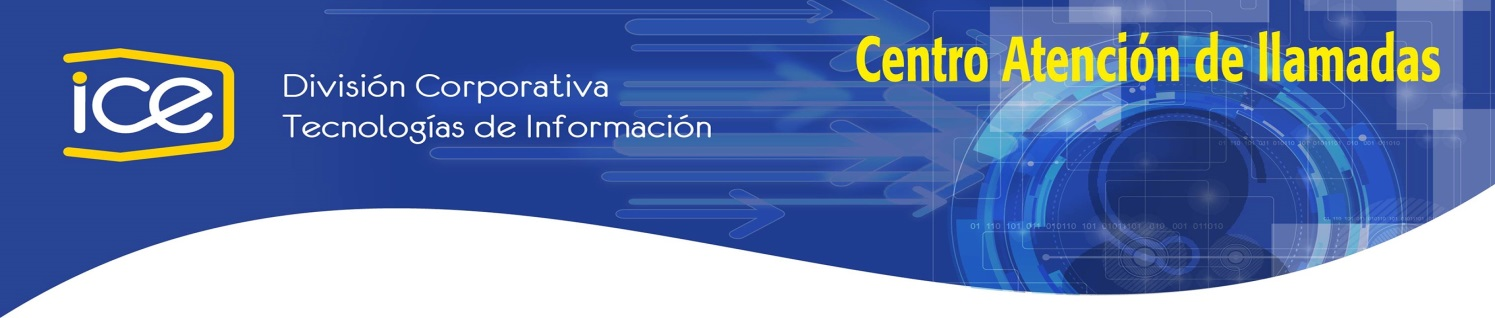 Centro Atención de llamadas
ice
División Corporativa
Tecnologías de Información